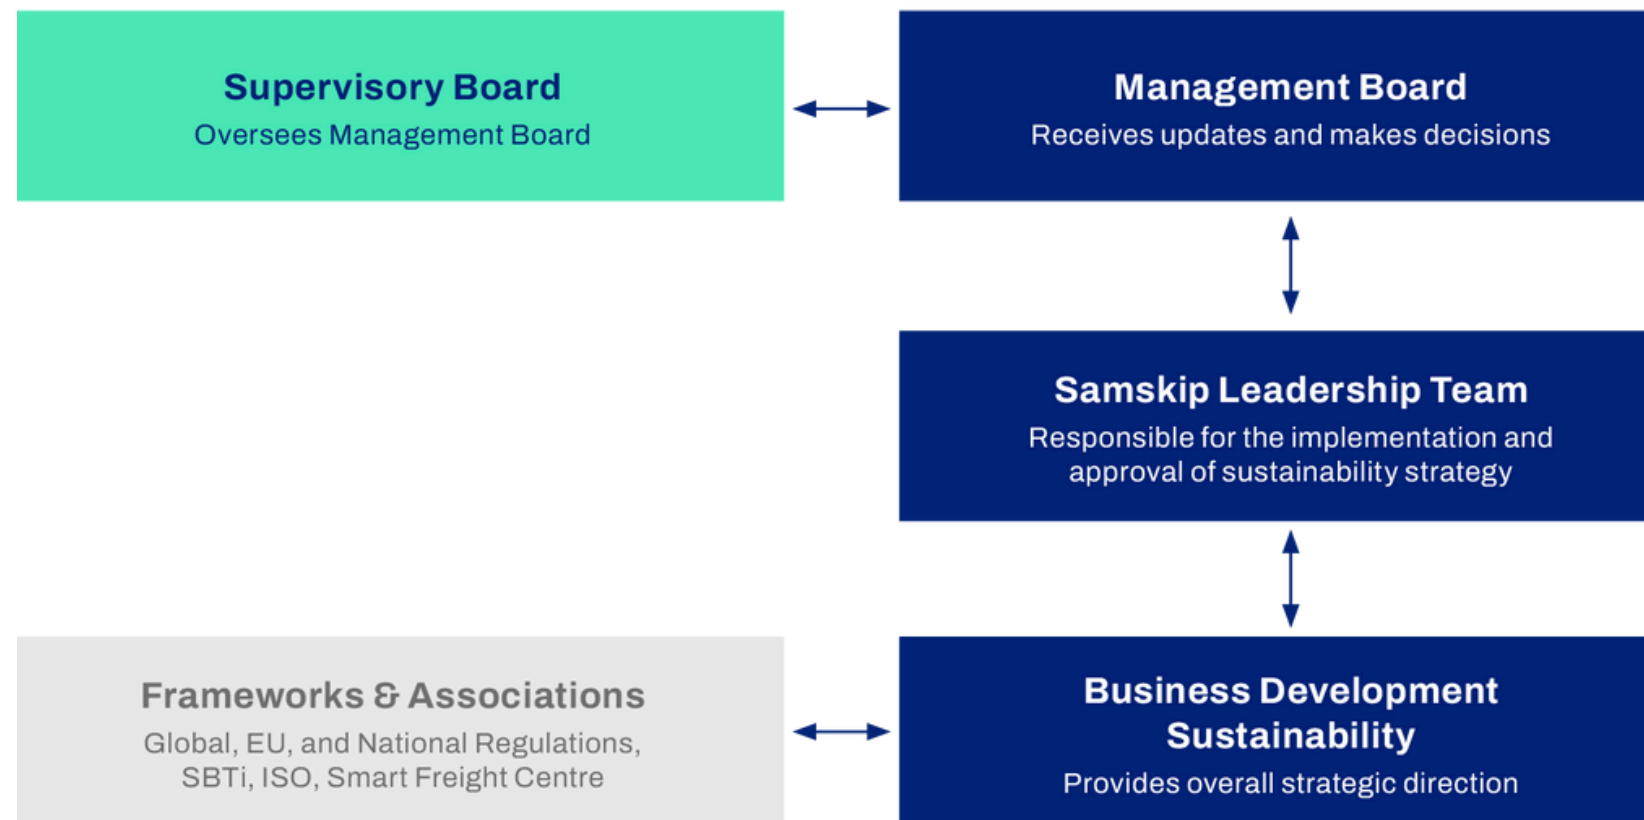 Supervisory Board
Oversees Management Board
Management Board
Receives updates and makes decisions
Samskip Leadership Team
Responsible for the implementation and
approval of sustainability strategy
Frameworks & Associations
Global, EU, and National Regulations,
SBTi, ISO, Smart Freight Centre
Business Development
Sustainability
Provides overall strategic direction